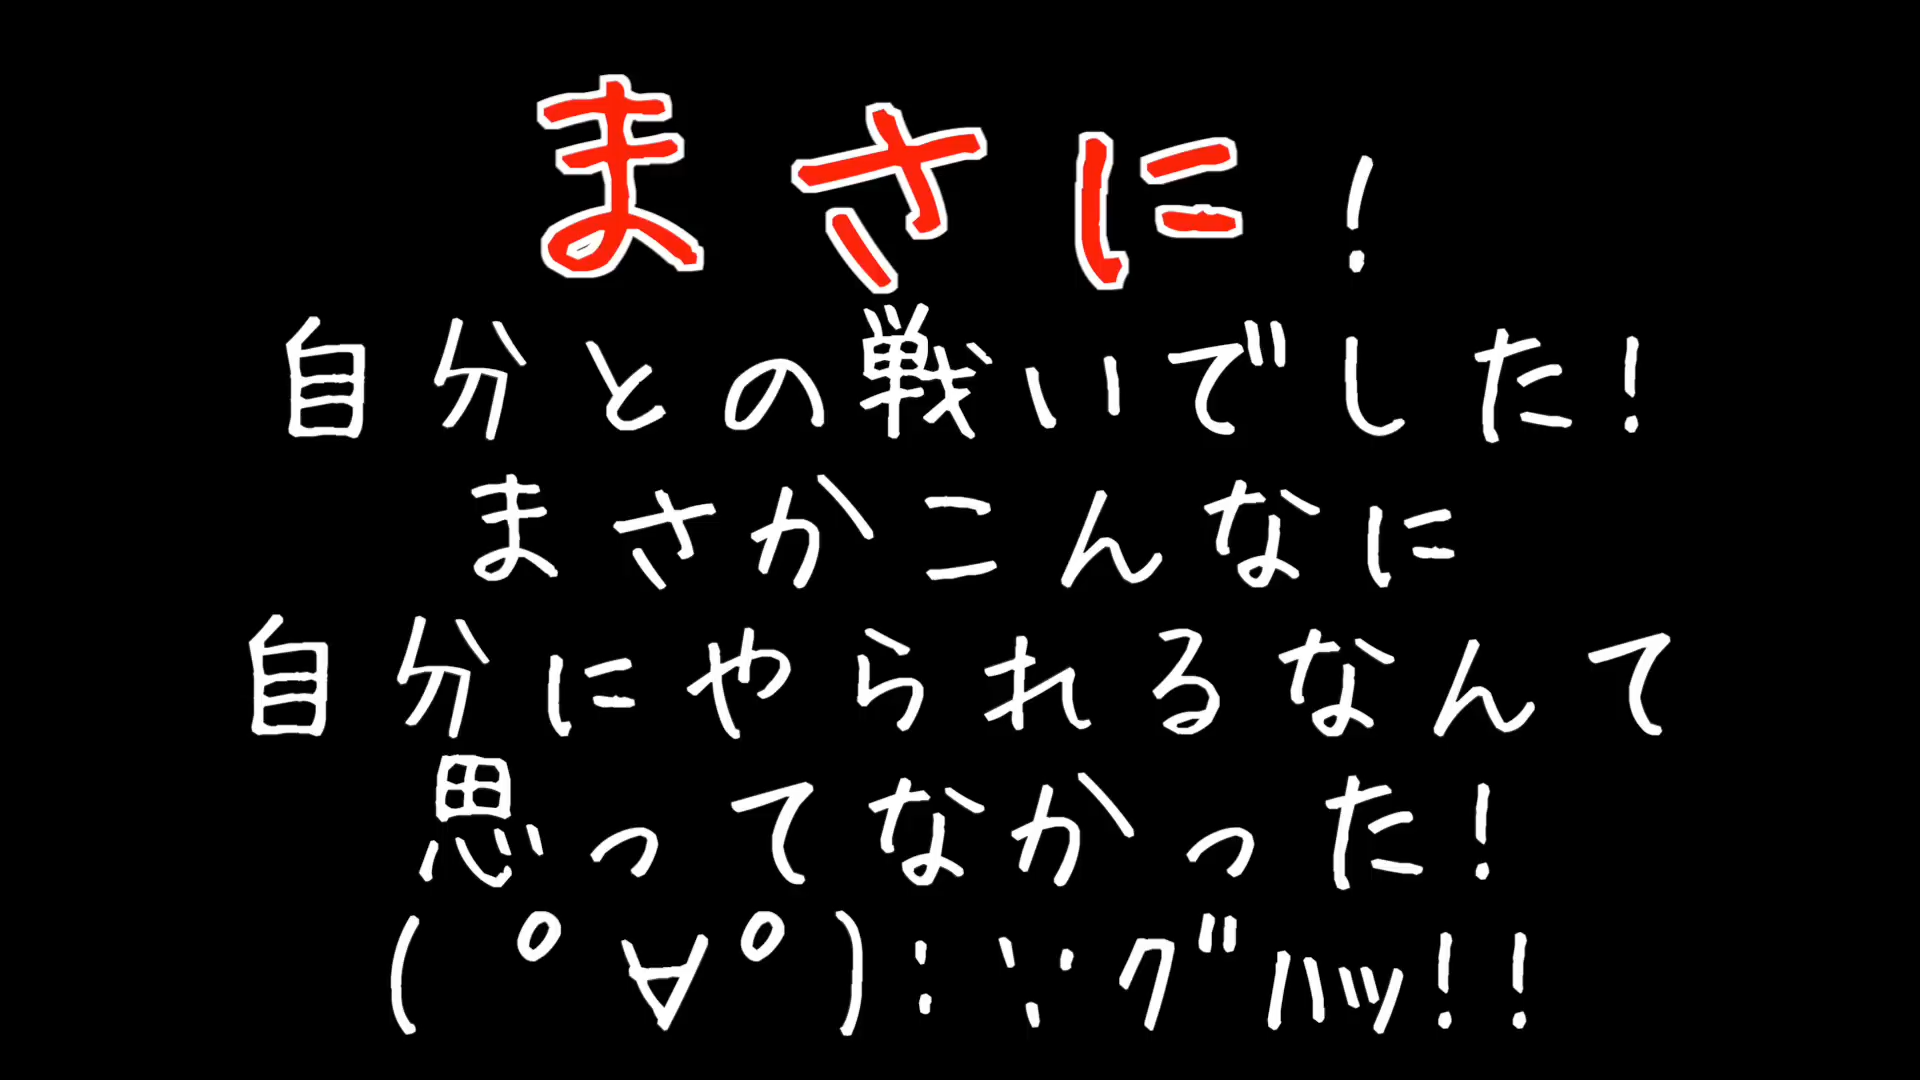 まさに!
自分との戦いでした!
まさかこんなに
自分にやられるなんて
思ってなかった!
( ﾟ∀ﾟ):∵ｸﾞﾊｯ!!